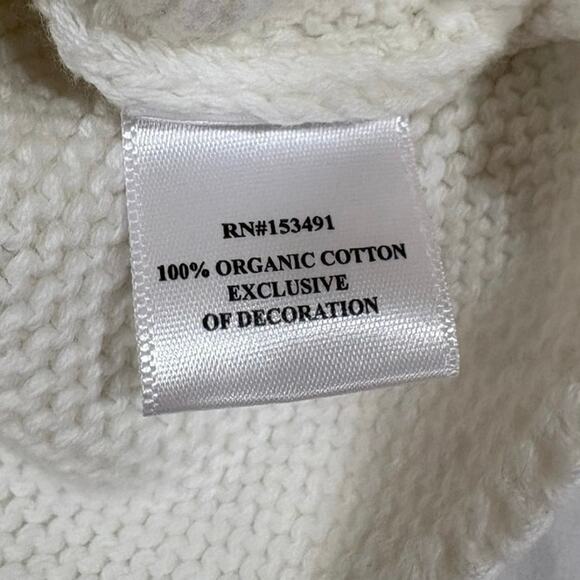 RN#153491
100% ORGANIC COTTON
EXCLUSIVE
OF DECORATION